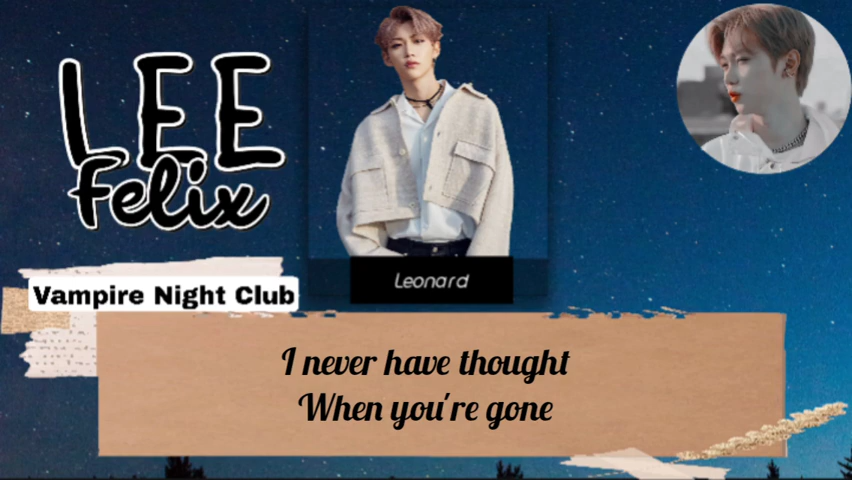 LEE
Felix
Leonard
Vampire Night Club
I never have thought
When you're gone